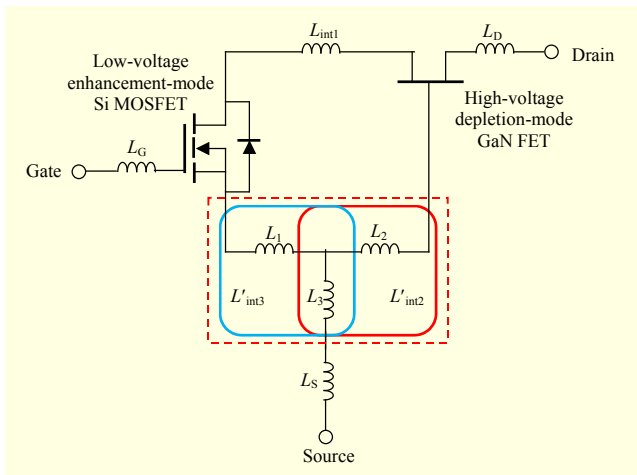 Lint1
LD
Drain
Low-voltage
enhancement-mode
Si MOSFET
High-voltage
depletion-mode
GaN FET
LG
Gate
L1
L2
L′int3
L3
L′int2
LS
Source